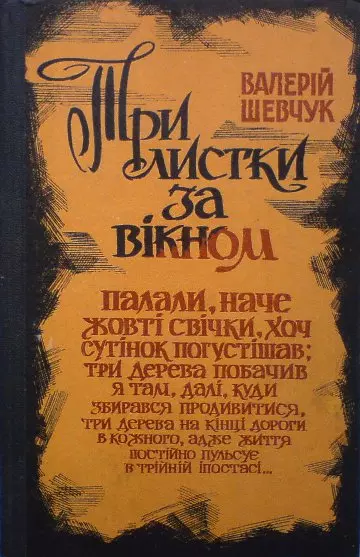 Три
листки
за
вікном
ВАЛЕРІЙ
ШЕВЧУК
палали, наче
жовті свічки, хоч
сутінок погустішав;
три дерева побачив
я там, далі, куди
збирався продивитися,
три дерева на кінці дороги
в кожного, адже життя
постійно пульсує
в трійній іпостасі...